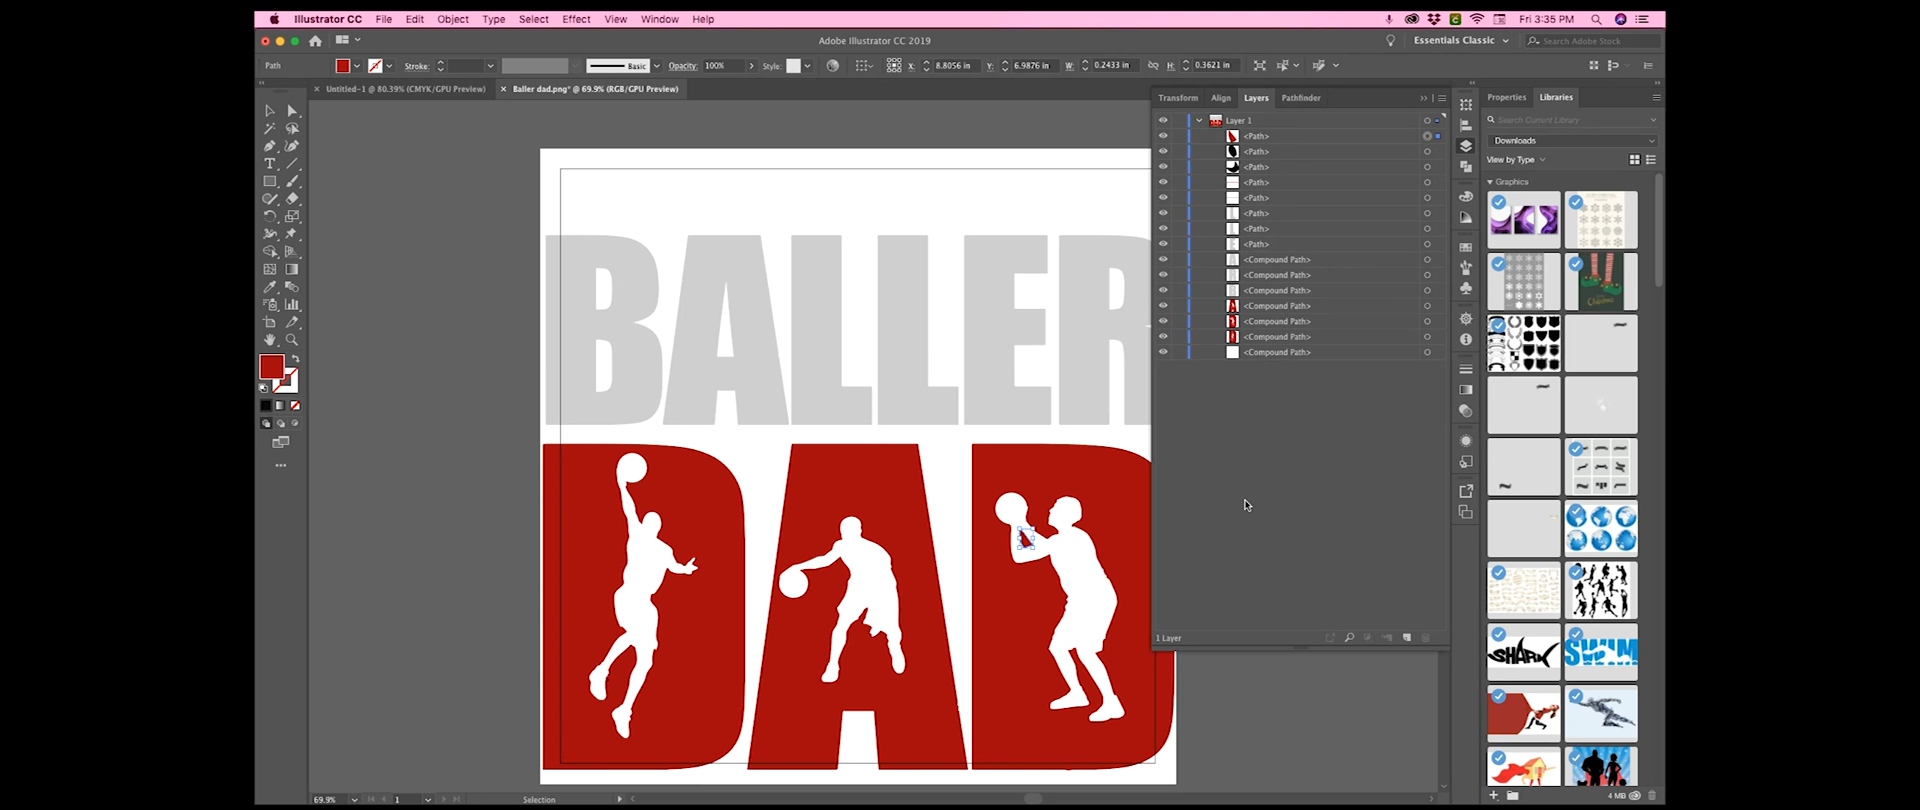 Illustrator CC File Edit Object Type Select Effect View Window Help
Fri 3:35 PM
Adobe Illustrator CC 2019
Essentials Classic
Search Adobe Stock
Path
Stroke:
Basic
Opacity: 100%
Style:
X: 8.8056 in
Y: 6.9876 in
W: 0.2433 in
H: 0.3621 in
Untitled-1 @ 80.39% (CMYK/GPU Preview)
Baller dad.png* @ 69.9% (RGB/GPU Preview)
Transform Align Layers Pathfinder
Layer 1
<Path>
<Path>
<Path>
<Path>
<Path>
<Path>
<Path>
<Path>
<Compound Path>
<Compound Path>
<Compound Path>
<Compound Path>
<Compound Path>
<Compound Path>
<Compound Path>
1 Layer
Properties Libraries
Search Current Library
Downloads
View by Type
Graphics
BALLER
DAD
SHARK
SWIM
4 MB
69.9%
1
Selection